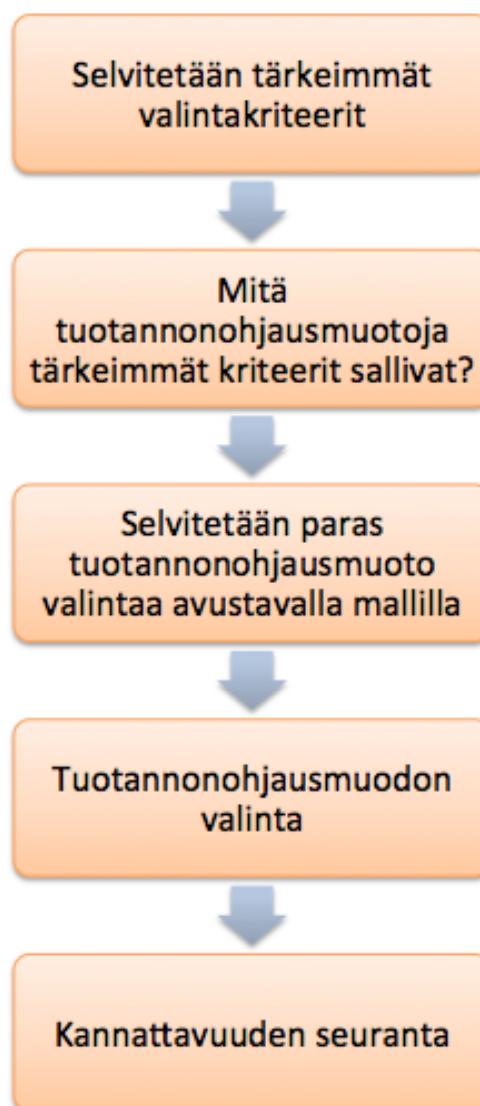 Selvitetään tärkeimmät
valintakriteerit
Mitä
tuotannonohjausmuotoja
tärkeimmät kriteerit sallivat?
Selvitetään paras
tuotannonohjausmuoto
valintaa avustavalla mallilla
Tuotannonohjausmuodon
valinta
Kannattavuuden seuranta